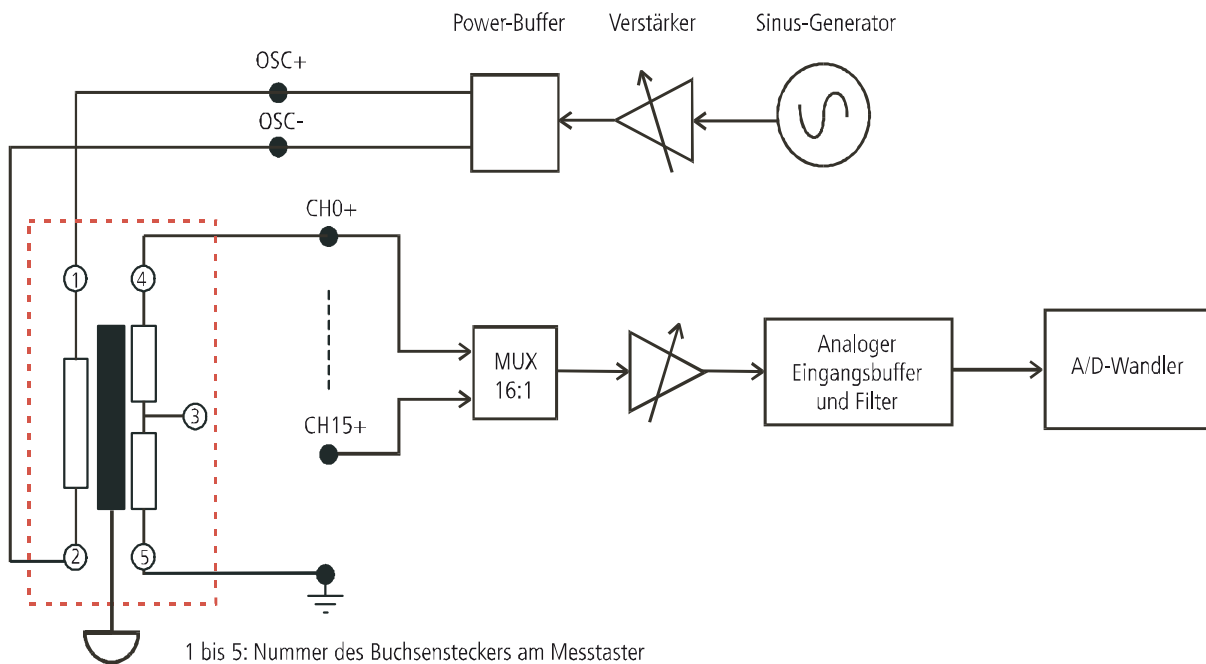 Power-Buffer
Verstärker
Sinus-Generator
OSC+
OSC-
CH0+
1
4
MUX
16:1
Analoger
Eingangsbuffer
und Filter
A/D-Wandler
3
CH15+
2
5
1 bis 5: Nummer des Buchsensteckers am Messtaster